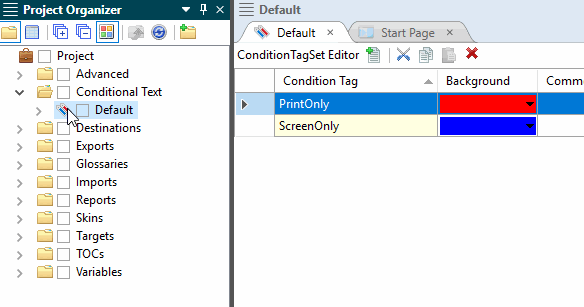 Project Organizer
Project
Advanced
Conditional Text
Default
Destinations
Exports
Glossaries
Imports
Reports
Skins
Targets
TOCs
Variables
Default
Default
Start Page
ConditionTagSet Editor
Condition Tag Background Comme
PrintOnly
ScreenOnly